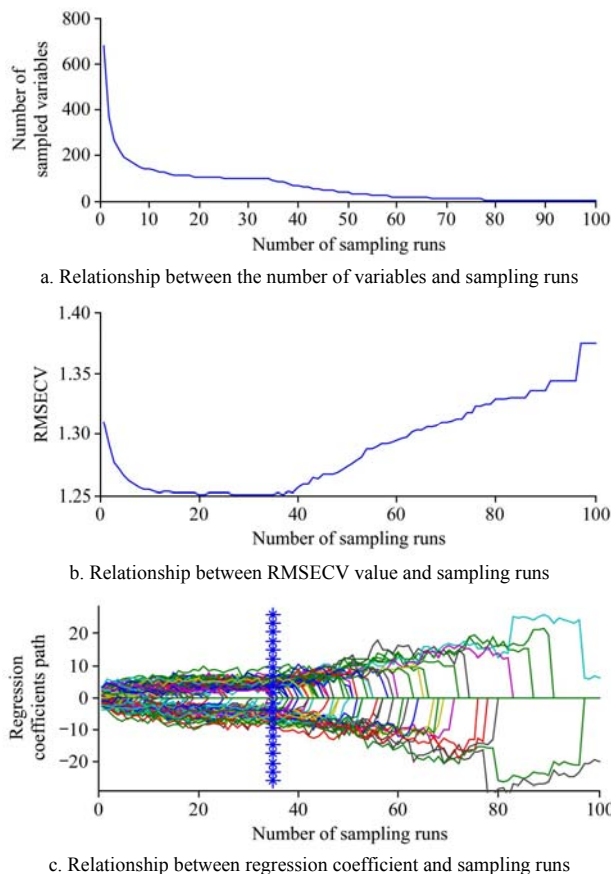 800
600
400
200
0
Number of
sampled variables
0 10 20 30 40 50 60 70 80 90 100
Number of sampling runs
a. Relationship between the number of variables and sampling runs
1.40
1.35
1.30
1.25
RMSECV
0 20 40 60 80 100
Number of sampling runs
b. Relationship between RMSECV value and sampling runs
20
10
0
−10
−20
Regression
coefficients path
0 20 40 60 80 100
Number of sampling runs
c. Relationship between regression coefficient and sampling runs